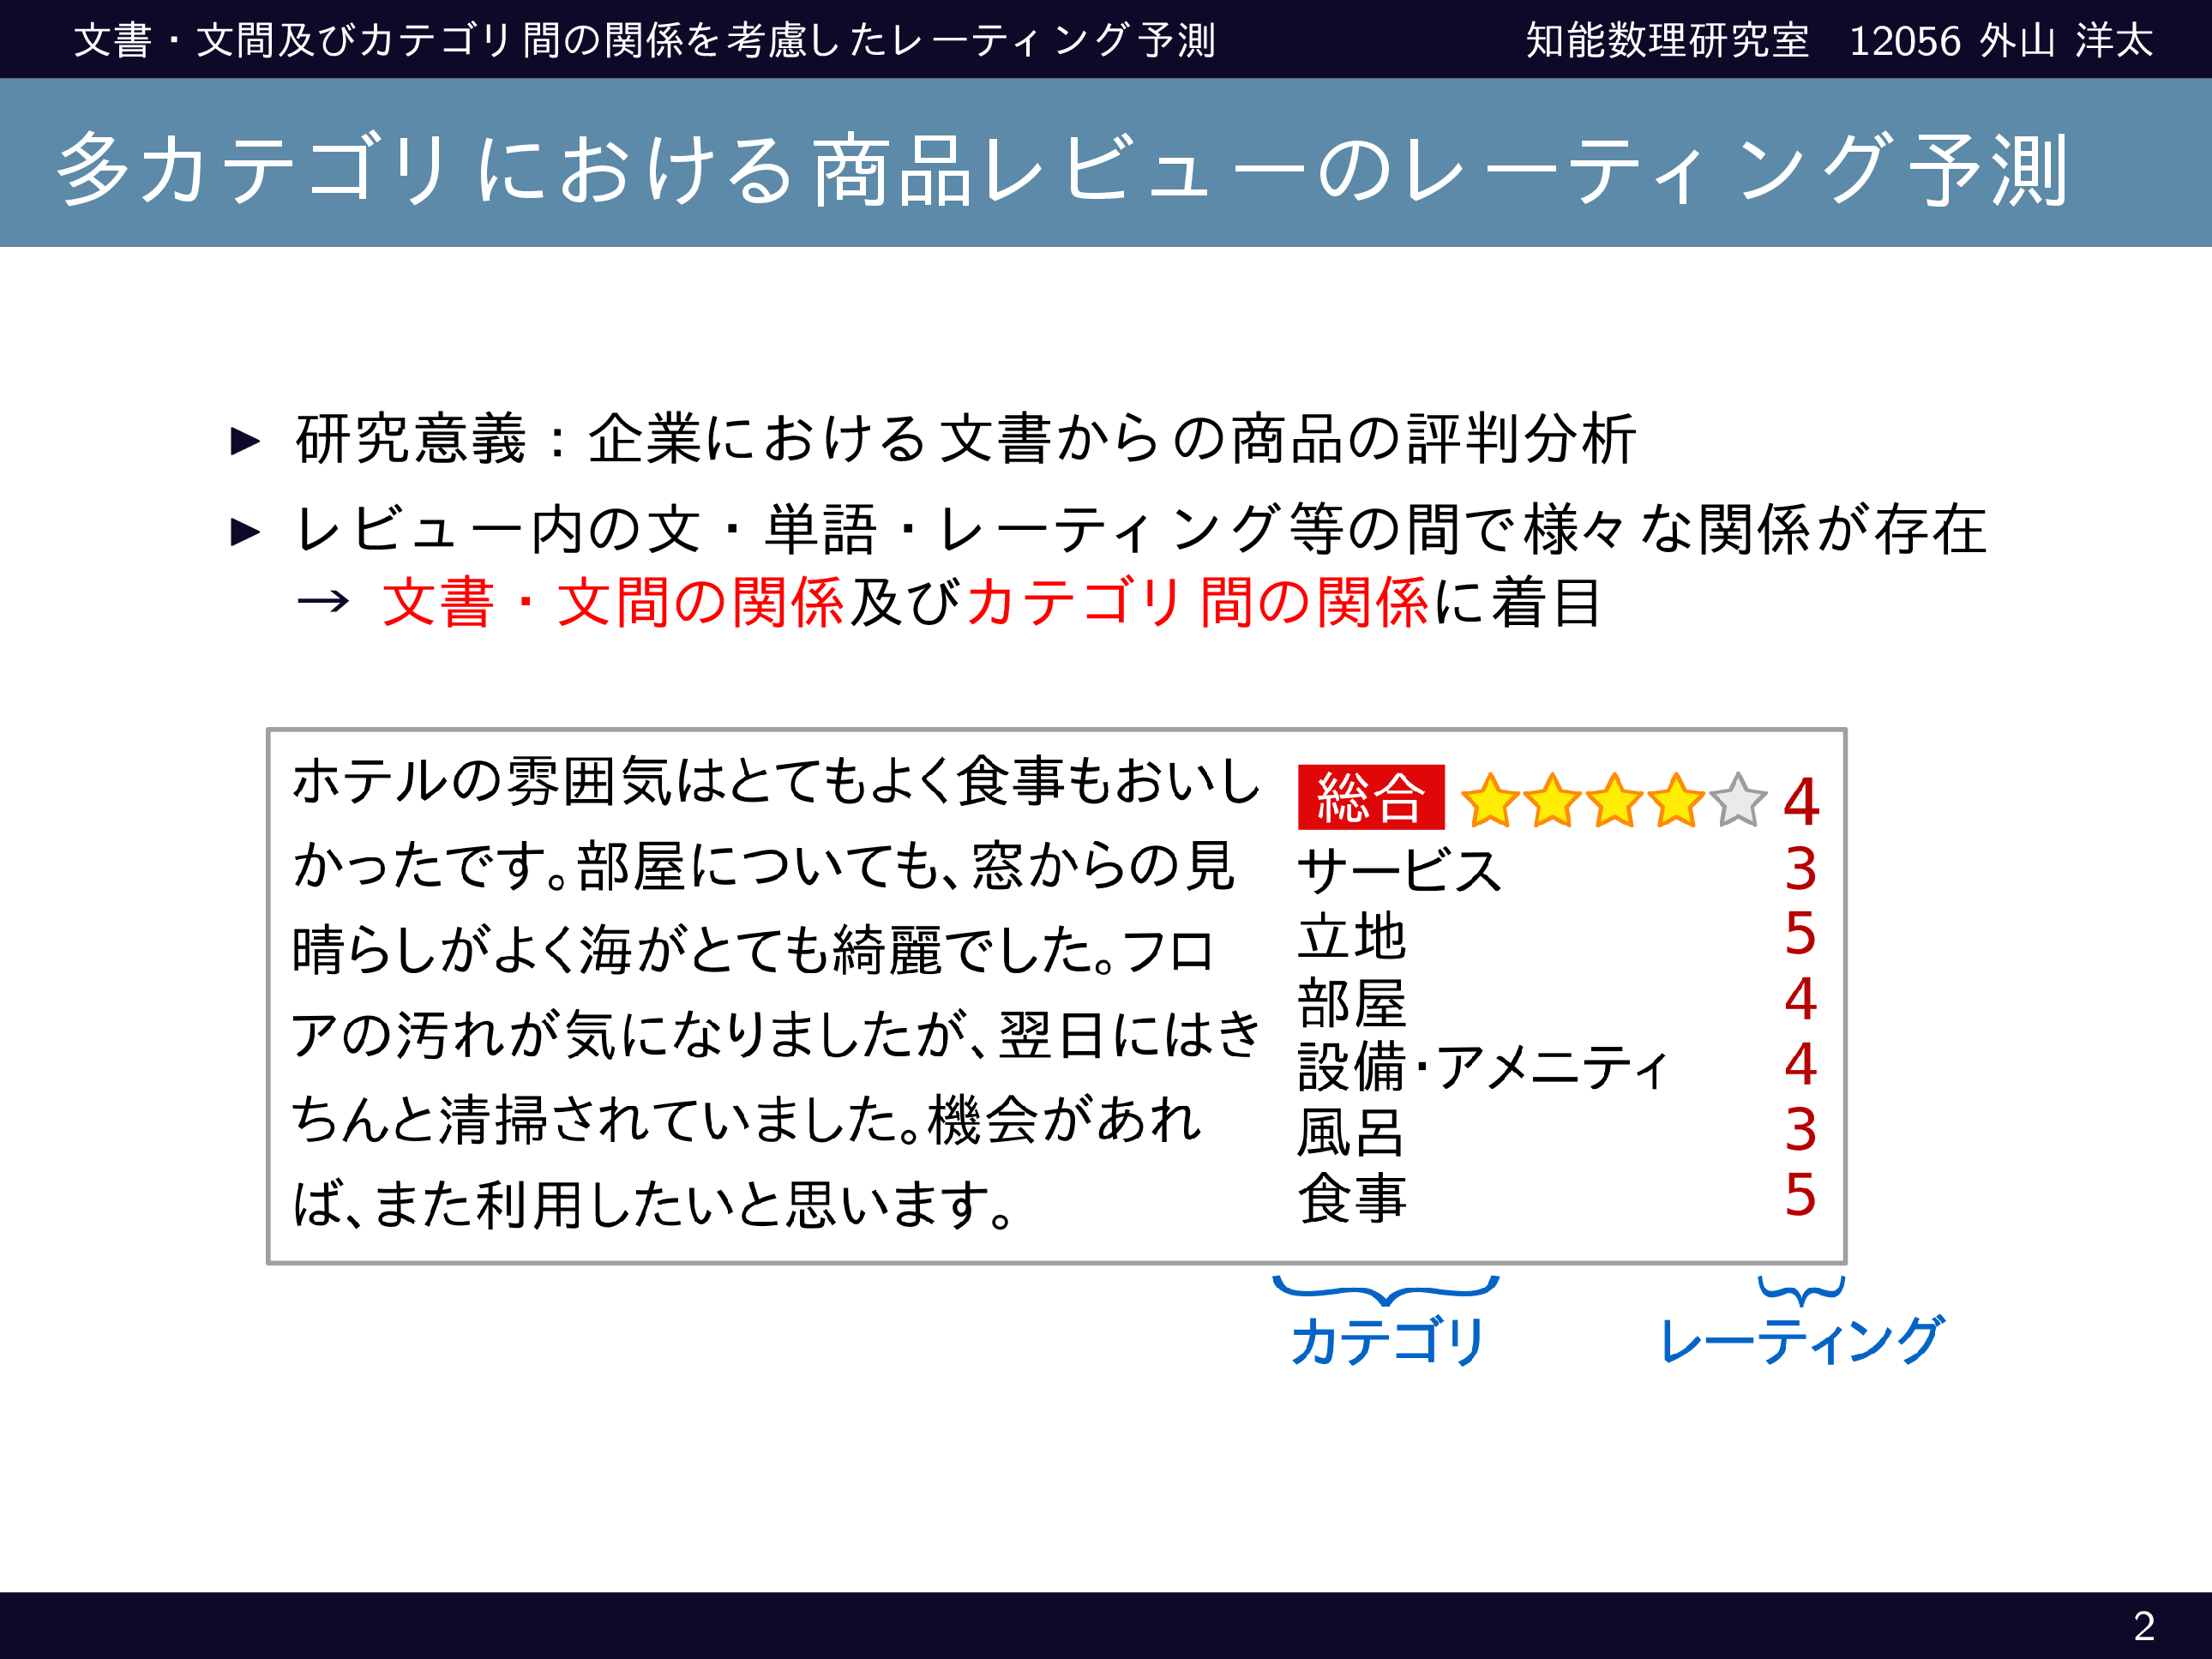 文書・文間及びカテゴリ間の関係を考慮したレーティング予測
知能数理研究室 12056 外山 洋太
多カテゴリにおける商品レビューのレーティング予測
▶ 研究意義：企業における文書からの商品の評判分析
▶ レビュー内の文・単語・レーティング等の間で様々な関係が存在
→ 文書・文間の関係及びカテゴリ間の関係に着目
ホテルの雰囲気はとてもよく食事もおいし
かったです。部屋についても、窓からの見
晴らしがよく海がとても綺麗でした。フロ
アの汚れが気になりましたが、翌日にはき
ちんと清掃されていました。機会があれ
ば、また利用したいと思います。
総合 4
サービス 3
立地 5
部屋 4
設備・アメニティ 4
風呂 3
食事 5
カテゴリ
レーティング
2